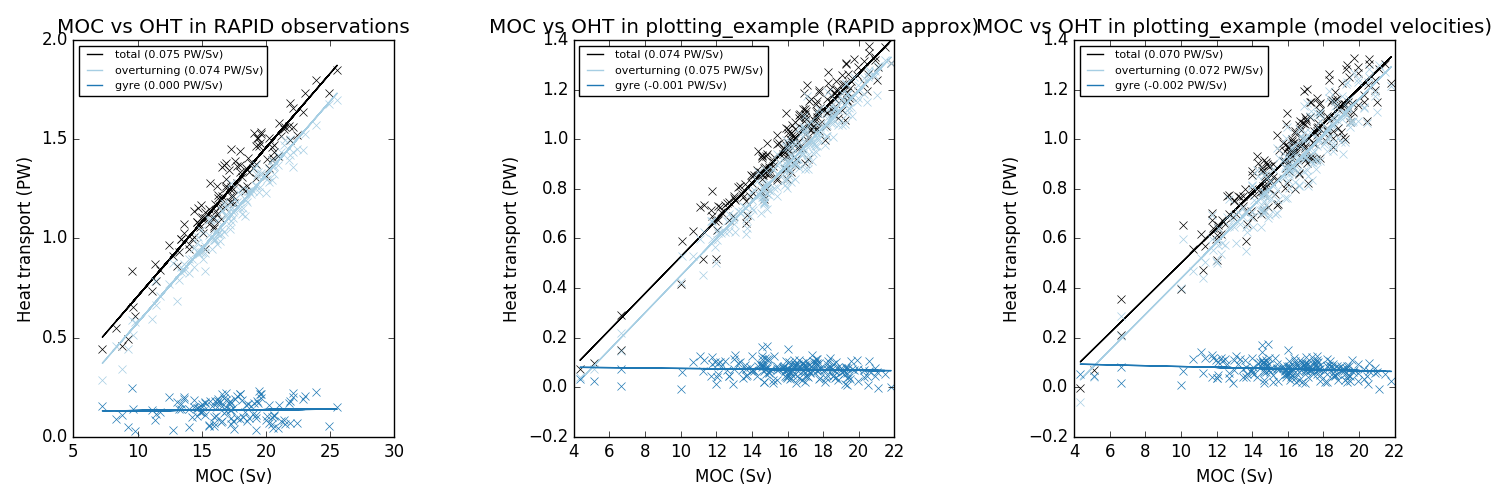 MOC vs OHT in RAPID observations
total (0.075 PW/Sv)
overturning (0.074 PW/Sv)
gyre (0.000 PW/Sv)
Heat transport (PW)
2.0
1.5
1.0
0.5
0.0
5 10 15 20 25 30
MOC (Sv)
MOC vs OHT in plotting_example (RAPID approx)
total (0.074 PW/Sv)
overturning (0.075 PW/Sv)
gyre (-0.001 PW/Sv)
Heat transport (PW)
1.4
1.2
1.0
0.8
0.6
0.4
0.2
0.0
−0.2
4 6 8 10 12 14 16 18 20 22
MOC (Sv)
MOC vs OHT in plotting_example (model velocities)
total (0.070 PW/Sv)
overturning (0.072 PW/Sv)
gyre (-0.002 PW/Sv)
Heat transport (PW)
1.4
1.2
1.0
0.8
0.6
0.4
0.2
0.0
−0.2
4 6 8 10 12 14 16 18 20 22
MOC (Sv)